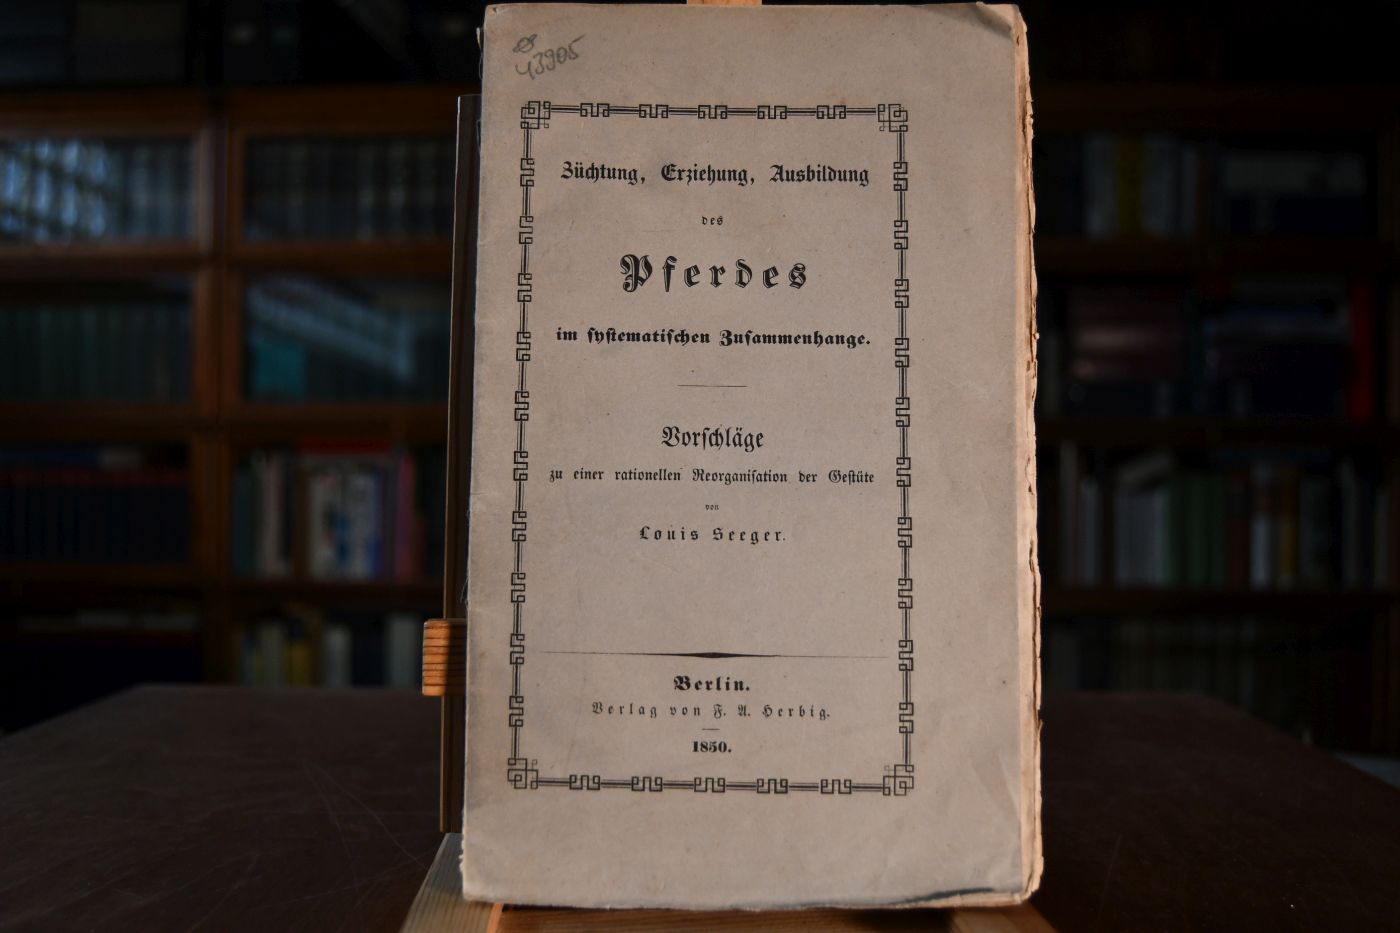 43905
Züchtung, Erziehung, Ausbildung
des
Pferdes
im ſyſtematiſchen Zuſammenhange.
Vorſchläge
zu einer rationellen Reorganiſation der Geſtüte
von
Louis Seeger.
Berlin.
Verlag von F. A. Herbig.
1850.